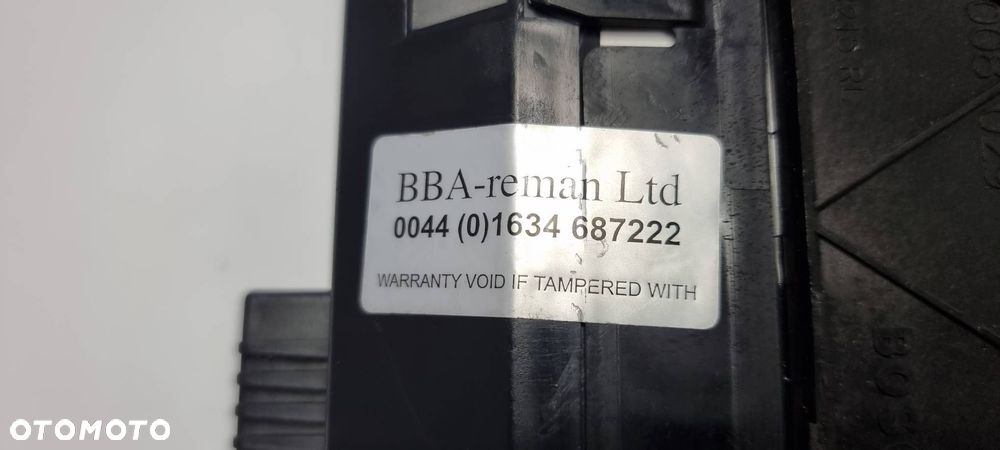 BBA-reman Ltd
0044 (0)1634 687222
WARRANTY VOID IF TAMPERED WITH
OTOMOTO